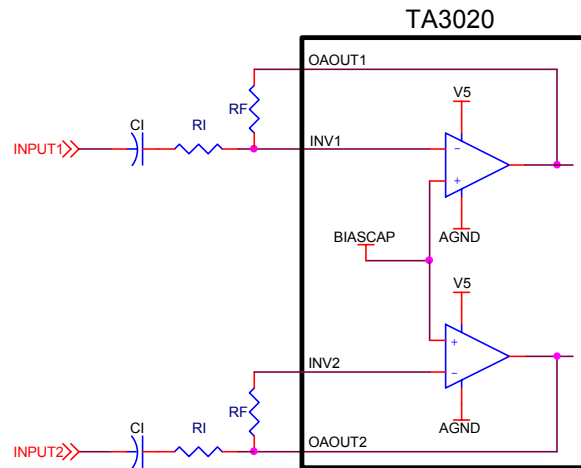 TA3020
OAOUT1
V5
CI
RI
RF
INPUT1
INV1
-
+
BIASCAP
AGND
V5
+
-
INV2
CI
RI
RF
AGND
INPUT2
OAOUT2